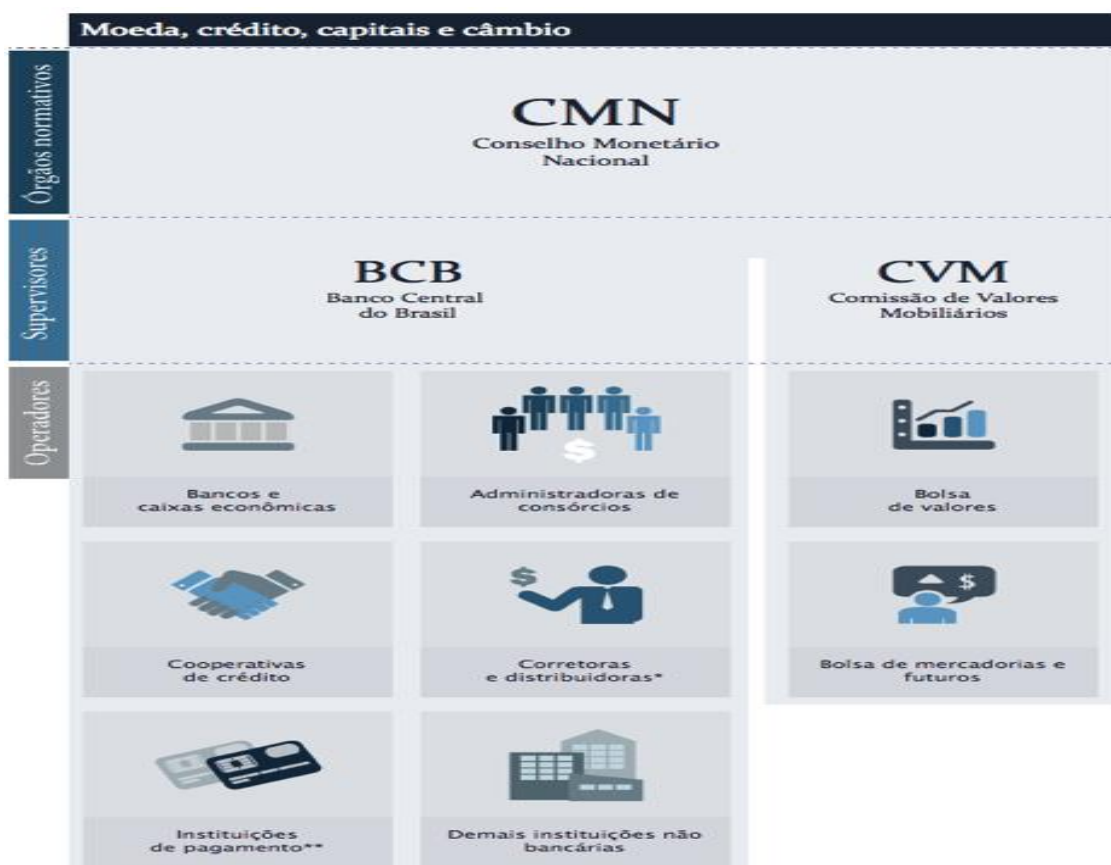 Moeda, crédito, capitais e câmbio
Órgãos normativos
CMN
Conselho Monetário
Nacional
Supervisores
BCB
Banco Central
do Brasil
CVM
Comissão de Valores
Mobiliários
Operadores
Bancos e
caixas econômicas
Administradoras de
consórcios
$
Bolsa
de valores
Cooperativas
de crédito
$
Corretoras
e distribuidoras*
$
Bolsa de mercadorias e
futuros
Instituições
de pagamento**
Demais instituições não
bancárias